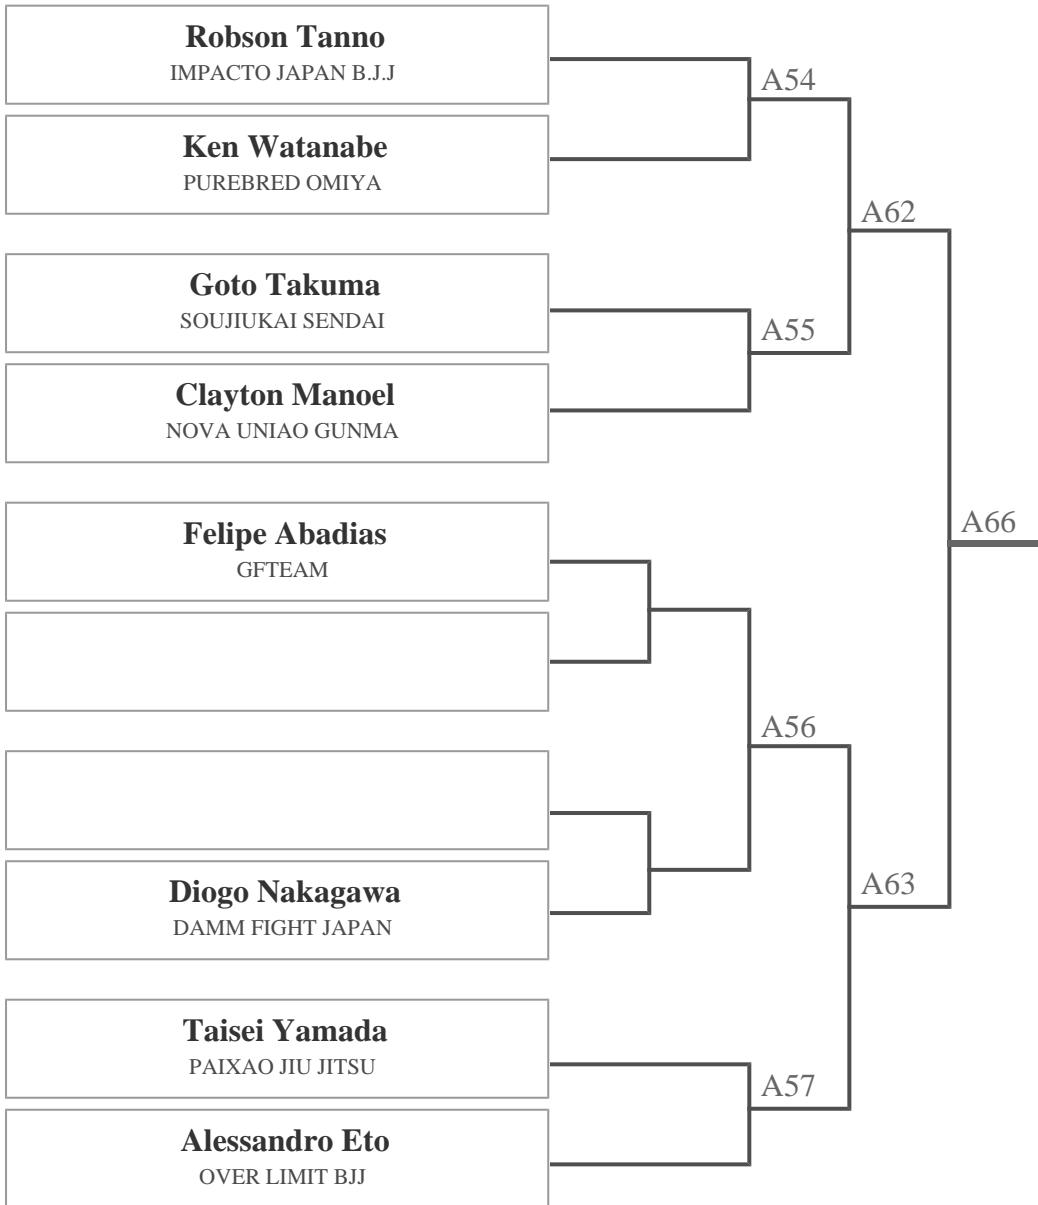 Robson Tanno
IMPACTO JAPAN B.J.J
A54
Ken Watanabe
PUREBRED OMIYA
A62
Goto Takuma
SOUJIUKAI SENDAI
A55
Clayton Manoel
NOVA UNIAO GUNMA
Felipe Abadias
GFTEAM
A66
A56
Diogo Nakagawa
DAMM FIGHT JAPAN
A63
Taisei Yamada
PAIXAO JIU JITSU
A57
Alessandro Eto
OVER LIMIT BJJ